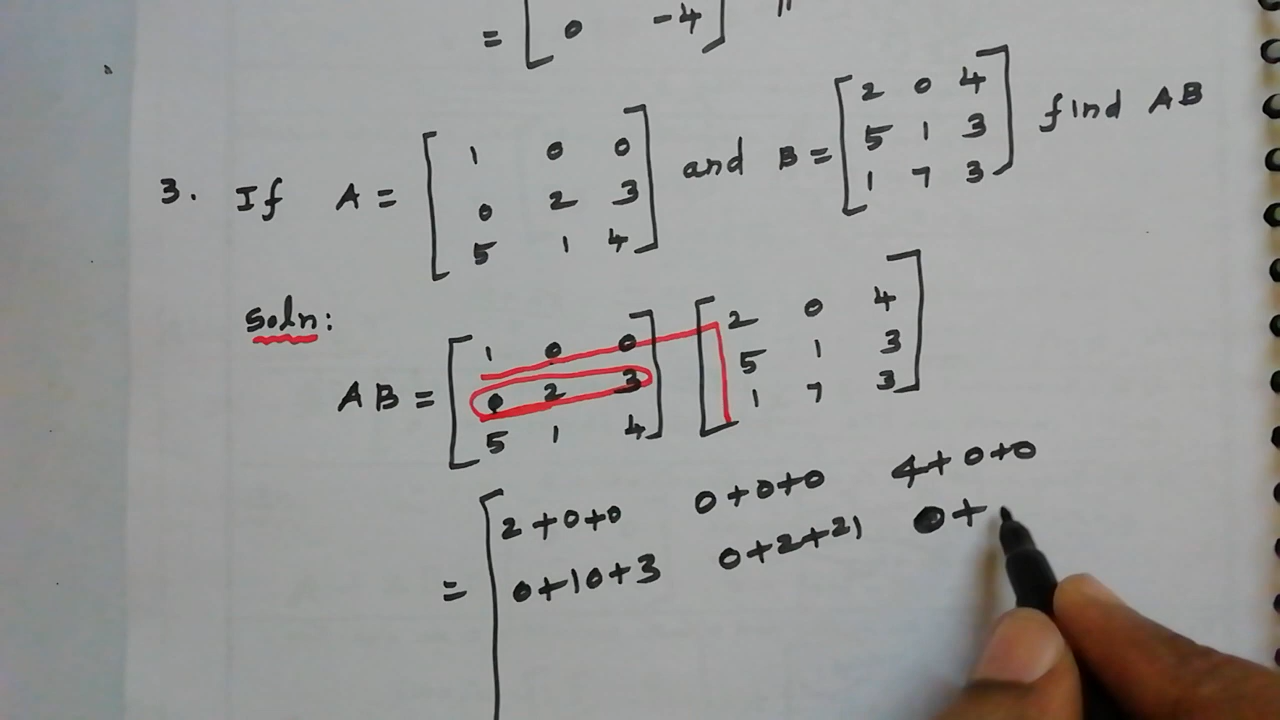 = [ 0 -4 ] //
3. If A = [ 1 0 0 and B = [ 2 0 4 find AB
0 2 3 5 1 3
5 1 4 ] 1 7 3 ]
Soln:
AB = [ 1 0 0 [ 2 0 4
0 2 3 5 1 3
5 1 4 ] 1 7 3 ]
= [ 2+0+0 0+0+0 4+0+0
0+10+3 0+2+21 0+